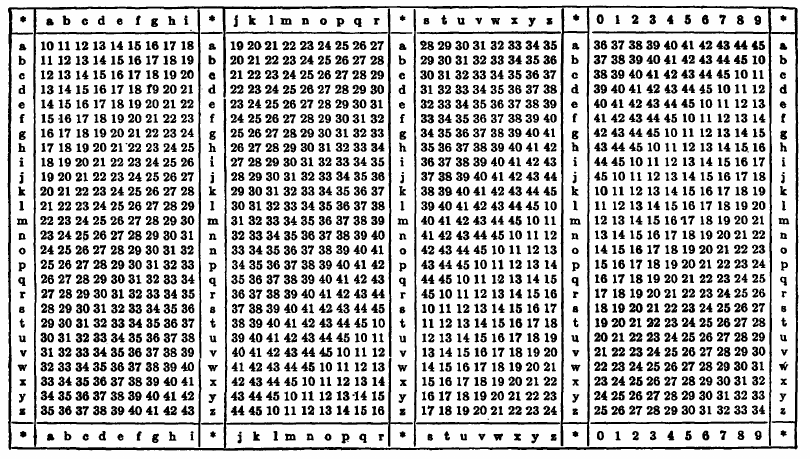 * a b c d e f g h i * j k l m n o p q r * s t u v w x y z * 0 1 2 3 4 5 6 7 8 9 *
a 10 11 12 13 14 15 16 17 18 a 19 20 21 22 23 24 25 26 27 a 28 29 30 31 32 33 34 35 a 36 37 38 39 40 41 42 43 44 45 a
b 11 12 13 14 15 16 17 18 19 b 20 21 22 23 24 25 26 27 28 b 29 30 31 32 33 34 35 36 b 37 38 39 40 41 42 43 44 45 10 b
c 12 13 14 15 16 17 18 19 20 c 21 22 23 24 25 26 27 28 29 c 30 31 32 33 34 35 36 37 c 38 39 40 41 42 43 44 45 10 11 c
d 13 14 15 16 17 18 f9 20 21 d 22 23 24 25 26 27 28 29 30 d 31 32 33 34 35 36 37 38 d 39 40 41 42 43 44 45 10 11 12 d
e 14 15 16 17 18 19 20 21 22 e 23 24 25 26 27 28 29 30 31 e 32 33 34 35 36 37 38 39 e 40 41 42 43 44 45 10 11 12 13 e
f 15 16 17 18 19 20 21 22 23 f 24 25 26 27 28 29 30 31 32 f 33 34 35 36 37 38 39 40 f 41 42 43 44 45 10 11 12 13 14 f
g 16 17 18 19 20 21 22 23 24 g 25 26 27 28 29 30 31 32 33 g 34 35 36 37 38 39 40 41 g 42 43 44 45 10 11 12 13 14 15 g
h 17 18 19 20 21 22 23 24 25 h 26 27 28 29 30 31 32 33 34 h 35 36 37 38 39 40 41 42 h 43 44 45 10 11 12 13 14 15 16 h
i 18 19 20 21 22 23 24 25 26 i 27 28 29 30 31 32 33 34 35 i 36 37 38 39 40 41 42 43 i 44 45 10 11 12 13 14 15 16 17 i
j 19 20 21 22 23 24 25 26 27 j 28 29 30 31 32 33 34 35 36 j 37 38 39 40 41 42 43 44 j 45 10 11 12 13 14 15 16 17 18 j
k 20 21 22 23 24 25 26 27 28 k 29 30 31 32 33 34 35 36 37 k 38 39 40 41 42 43 44 45 k 10 11 12 13 14 15 16 17 18 19 k
l 21 22 23 24 25 26 27 28 29 l 30 31 32 33 34 35 36 37 38 l 39 40 41 42 43 44 45 10 l 11 12 13 14 15 16 17 18 19 20 l
m 22 23 24 25 26 27 28 29 30 m 31 32 33 34 35 36 37 38 39 m 40 41 42 43 44 45 10 11 m 12 13 14 15 16 17 18 19 20 21 m
n 23 24 25 26 27 28 29 30 31 n 32 33 34 35 36 37 38 39 40 n 41 42 43 44 45 10 11 12 n 13 14 15 16 17 18 19 20 21 22 n
o 24 25 26 27 28 29 30 31 32 o 33 34 35 36 37 38 39 40 41 o 42 43 44 45 10 11 12 13 o 14 15 16 17 18 19 20 21 22 23 o
p 25 26 27 28 29 30 31 32 33 p 34 35 36 37 38 39 40 41 42 p 43 44 45 10 11 12 13 14 p 15 16 17 18 19 20 21 22 23 24 p
q 26 27 28 29 30 31 32 33 34 q 35 36 37 38 39 40 41 42 43 q 44 45 10 11 12 13 14 15 q 16 17 18 19 20 21 22 23 24 25 q
r 27 28 29 30 31 32 33 34 35 r 36 37 38 39 40 41 42 43 44 r 45 10 11 12 13 14 15 16 r 17 18 19 20 21 22 23 24 25 26 r
s 28 29 30 31 32 33 34 35 36 s 37 38 39 40 41 42 43 44 45 s 10 11 12 13 14 15 16 17 s 18 19 20 21 22 23 24 25 26 27 s
t 29 30 31 32 33 34 35 36 37 t 38 39 40 41 42 43 44 45 10 t 11 12 13 14 15 16 17 18 t 19 20 21 22 23 24 25 26 27 28 t
u 30 31 32 33 34 35 36 37 38 u 39 40 41 42 43 44 45 10 11 u 12 13 14 15 16 17 18 19 u 20 21 22 23 24 25 26 27 28 29 u
v 31 32 33 34 35 36 37 38 39 v 40 41 42 43 44 45 10 11 12 v 13 14 15 16 17 18 19 20 v 21 22 23 24 25 26 27 28 29 30 v
w 32 33 34 35 36 37 38 39 40 w 41 42 43 44 45 10 11 12 13 w 14 15 16 17 18 19 20 21 w 22 23 24 25 26 27 28 29 30 31 w
x 33 34 35 36 37 38 39 40 41 x 42 43 44 45 10 11 12 13 14 x 15 16 17 18 19 20 21 22 x 23 24 25 26 27 28 29 30 31 32 x
y 34 35 36 37 38 39 40 41 42 y 43 44 45 10 11 12 13 14 15 y 16 17 18 19 20 21 22 23 y 24 25 26 27 28 29 30 31 32 33 y
z 35 36 37 38 39 40 41 42 43 z 44 45 10 11 12 13 14 15 16 z 17 18 19 20 21 22 23 24 z 25 26 27 28 29 30 31 32 33 34 z
* a b c d e f g h i * j k l m n o p q r * s t u v w x y z * 0 1 2 3 4 5 6 7 8 9 *